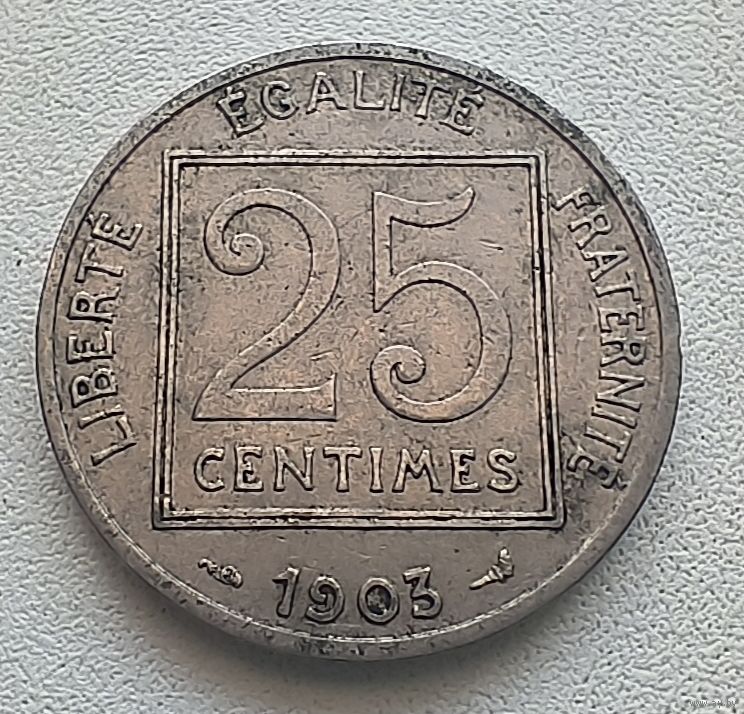 LIBERTÉ
ÉGALITÉ
FRATERNITÉ
25
CENTIMES
1903